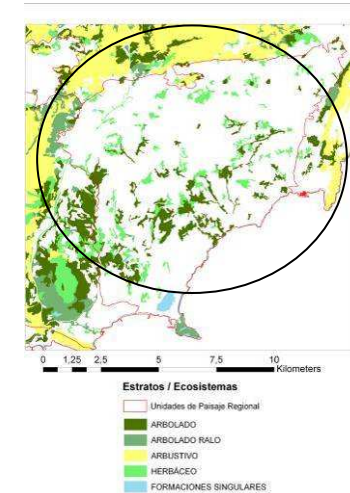 0 1,25 2,5 5 7,5 10
Kilometers
Estratos / Ecosistemas
Unidades de Paisaje Regional
ARBOLADO
ARBOLADO RALO
ARBUSTIVO
HERBÁCEO
FORMACIONES SINGULARES